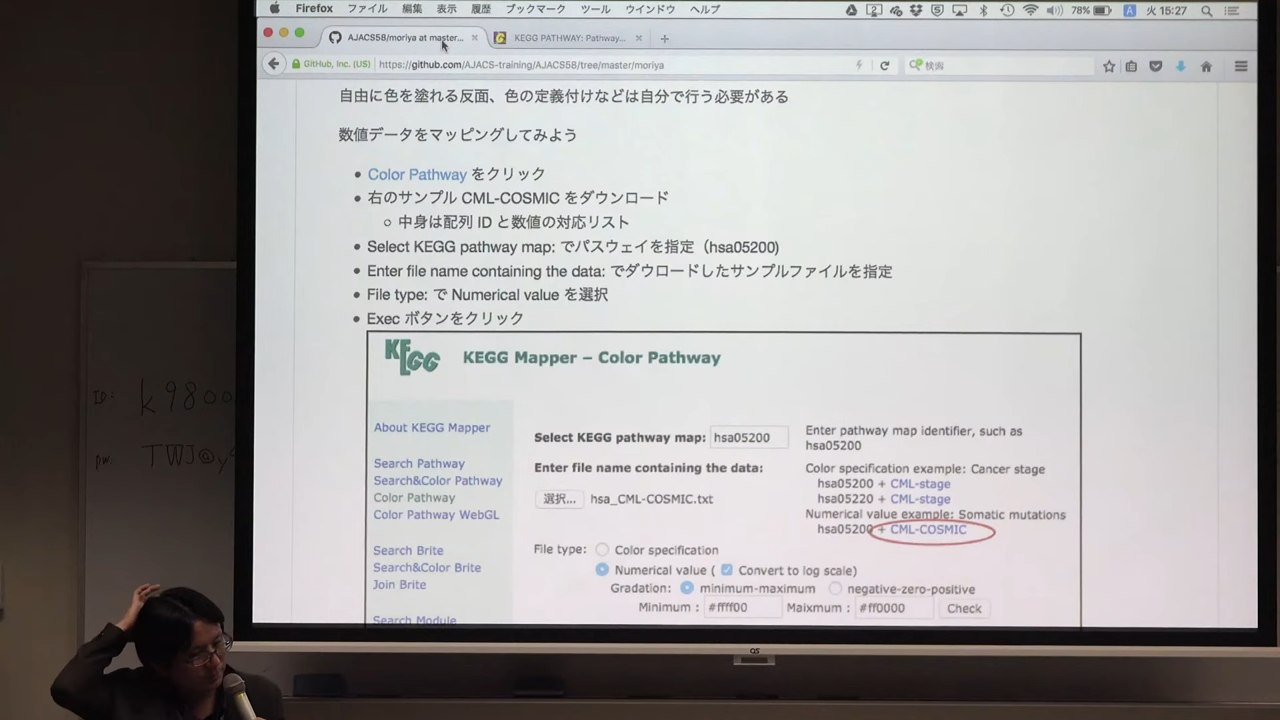 Firefox ファイル 編集 表示 履歴 ブックマーク ツール ウインドウ ヘルプ 78% A 火 15:27
AJACS58/moriya at master... × KEGG PATHWAY: Pathway... × +
GitHub, Inc. (US) https://github.com/AJACS-training/AJACS58/tree/master/moriya 検索
自由に色を塗れる反面、色の定義付けなどは自分で行う必要がある
数値データをマッピングしてみよう
Color Pathway をクリック
右のサンプル CML-COSMIC をダウンロード
中身は配列 ID と数値の対応リスト
Select KEGG pathway map: でパスウェイを指定（hsa05200)
Enter file name containing the data: でダウロードしたサンプルファイルを指定
File type: で Numerical value を選択
Exec ボタンをクリック
KEGG KEGG Mapper – Color Pathway
About KEGG Mapper
Search Pathway
Search&Color Pathway
Color Pathway
Color Pathway WebGL
Search Brite
Search&Color Brite
Join Brite
Search Module
Select KEGG pathway map: hsa05200
Enter file name containing the data:
選択... hsa_CML-COSMIC.txt
File type: Color specification
Numerical value ( Convert to log scale)
Gradation: minimum-maximum negative-zero-positive
Minimum : #ffff00 Maixmum : #ff0000 Check
Enter pathway map identifier, such as
hsa05200
Color specification example: Cancer stage
hsa05200 + CML-stage
hsa05220 + CML-stage
Numerical value example: Somatic mutations
hsa05200 + CML-COSMIC
ID: k9800
pw. TWJ@y
QS